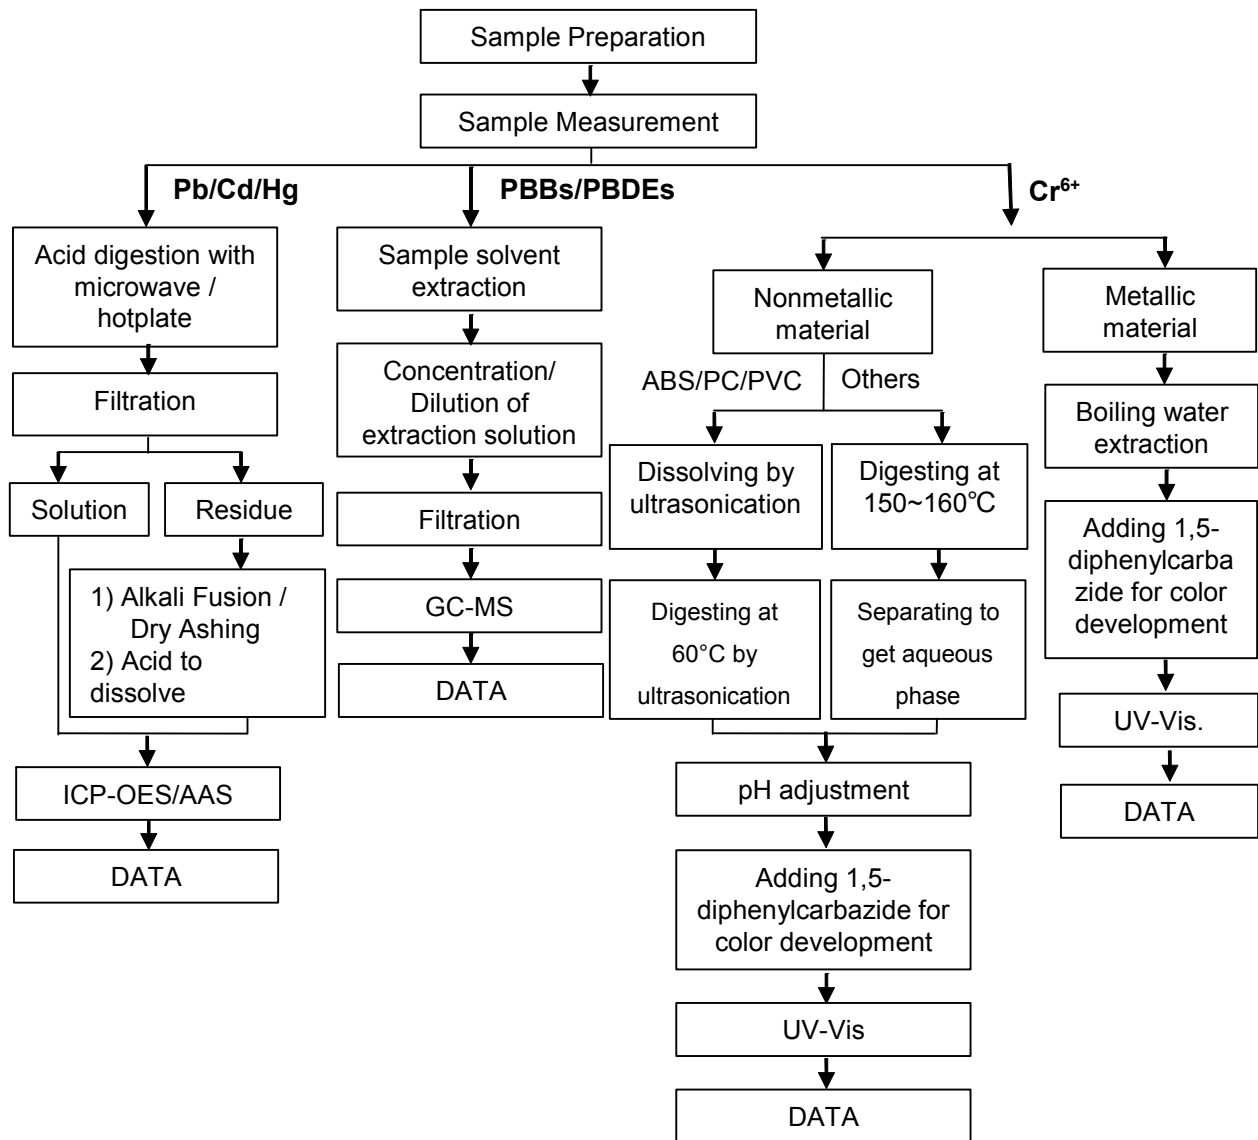 Sample Preparation
Sample Measurement
Pb/Cd/Hg
PBBs/PBDEs
Cr⁶⁺
Acid digestion with
microwave /
hotplate
Filtration
Solution
Residue
1) Alkali Fusion /
Dry Ashing
2) Acid to
dissolve
ICP-OES/AAS
DATA
Sample solvent
extraction
Concentration/
Dilution of
extraction solution
Filtration
GC-MS
DATA
Nonmetallic
material
ABS/PC/PVC
Others
Dissolving by
ultrasonication
Digesting at
60°C by
ultrasonication
Digesting at
150~160℃
Separating to
get aqueous
phase
pH adjustment
Adding 1,5-
diphenylcarbazide for
color development
UV-Vis
DATA
Metallic
material
Boiling water
extraction
Adding 1,5-
diphenylcarba
zide for color
development
UV-Vis.
DATA